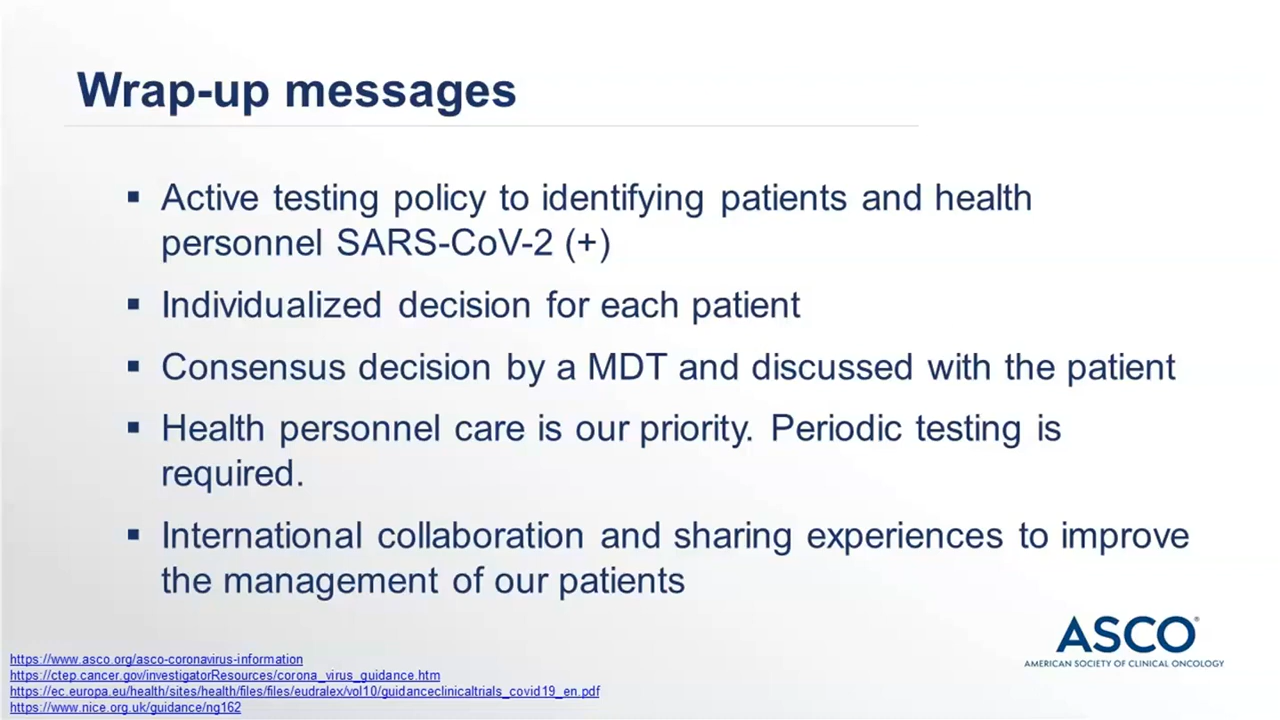 Wrap-up messages
▪ Active testing policy to identifying patients and health
personnel SARS-CoV-2 (+)
▪ Individualized decision for each patient
▪ Consensus decision by a MDT and discussed with the patient
▪ Health personnel care is our priority. Periodic testing is
required.
▪ International collaboration and sharing experiences to improve
the management of our patients
ASCO®
AMERICAN SOCIETY OF CLINICAL ONCOLOGY
https://www.asco.org/asco-coronavirus-information
https://ctep.cancer.gov/investigatorResources/corona_virus_guidance.htm
https://ec.europa.eu/health/sites/health/files/files/eudralex/vol10/guidanceclinicaltrials_covid19_en.pdf
https://www.nice.org.uk/guidance/ng162